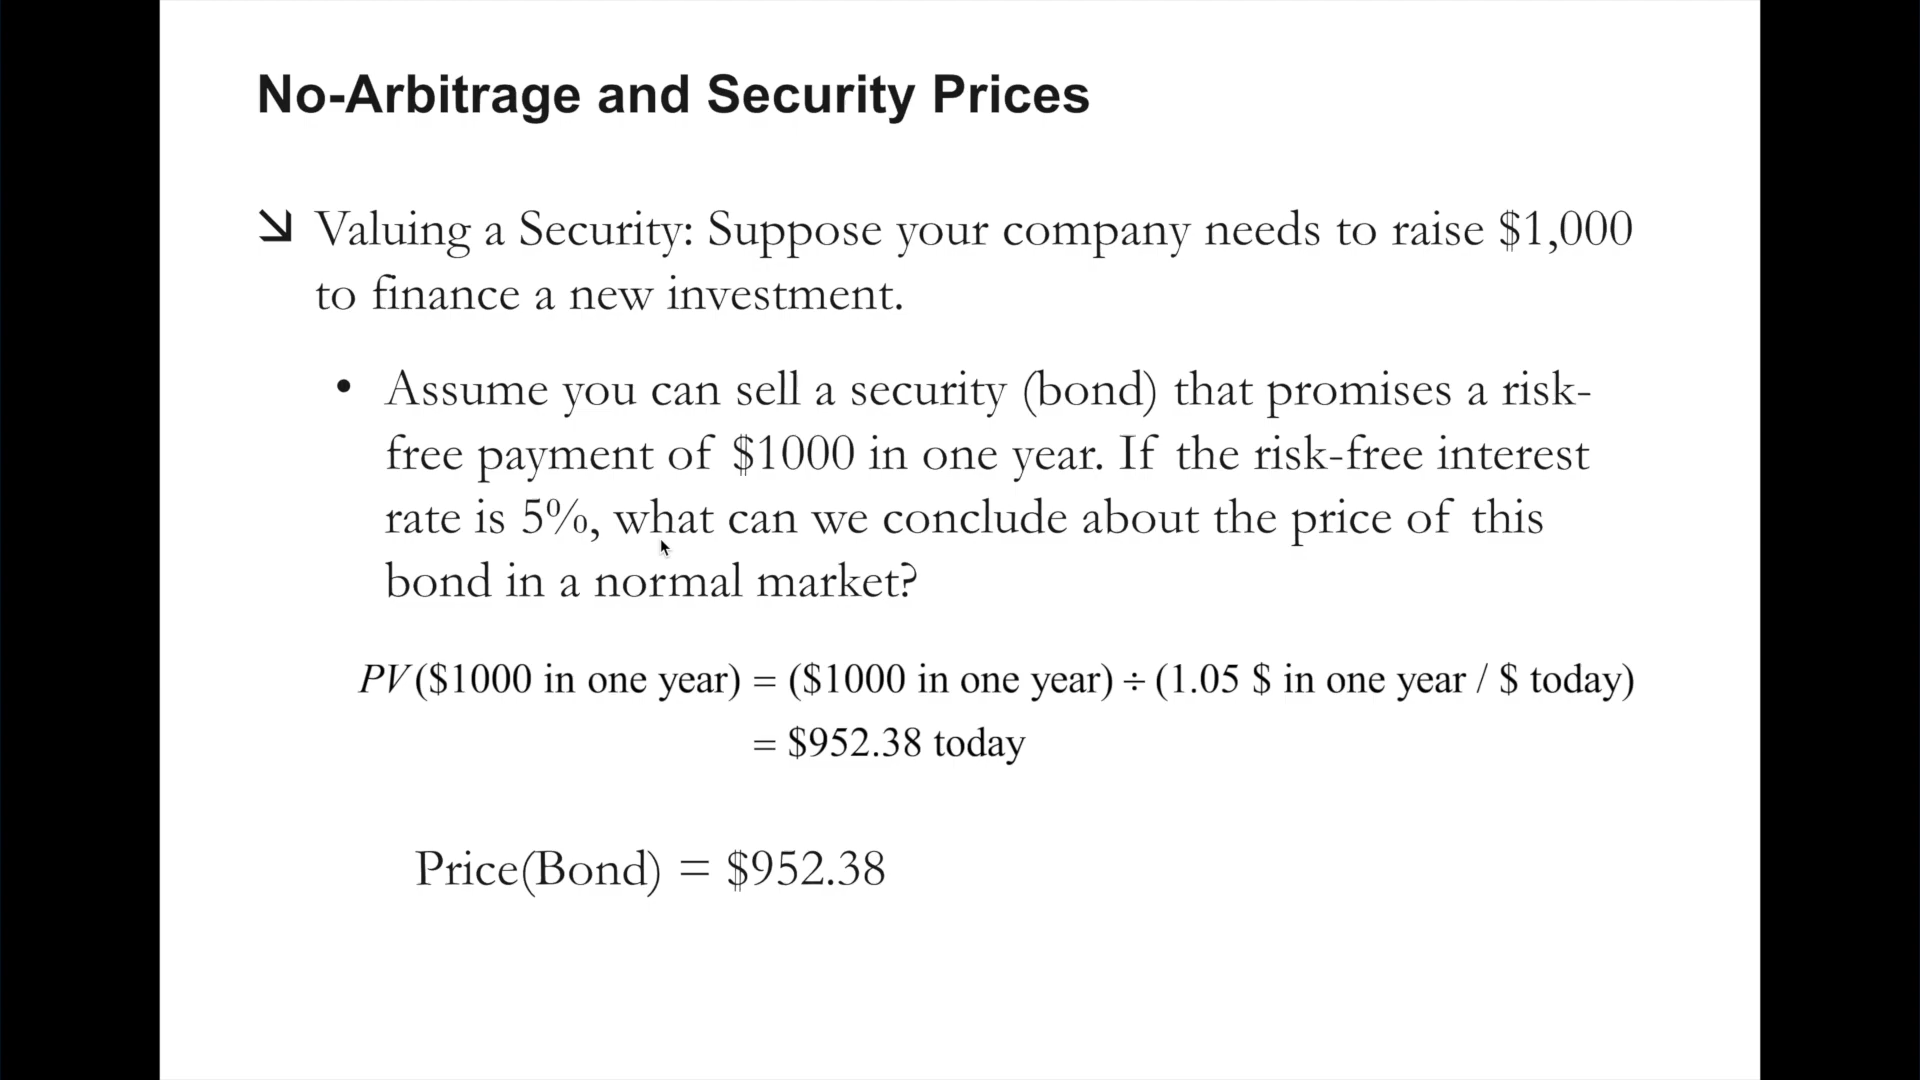 No-Arbitrage and Security Prices
Valuing a Security: Suppose your company needs to raise $1,000
to finance a new investment.
• Assume you can sell a security (bond) that promises a risk-
free payment of $1000 in one year. If the risk-free interest
rate is 5%, what can we conclude about the price of this
bond in a normal market?
PV($1000 in one year) = ($1000 in one year) ÷ (1.05 $ in one year / $ today)
= $952.38 today
Price(Bond) = $952.38